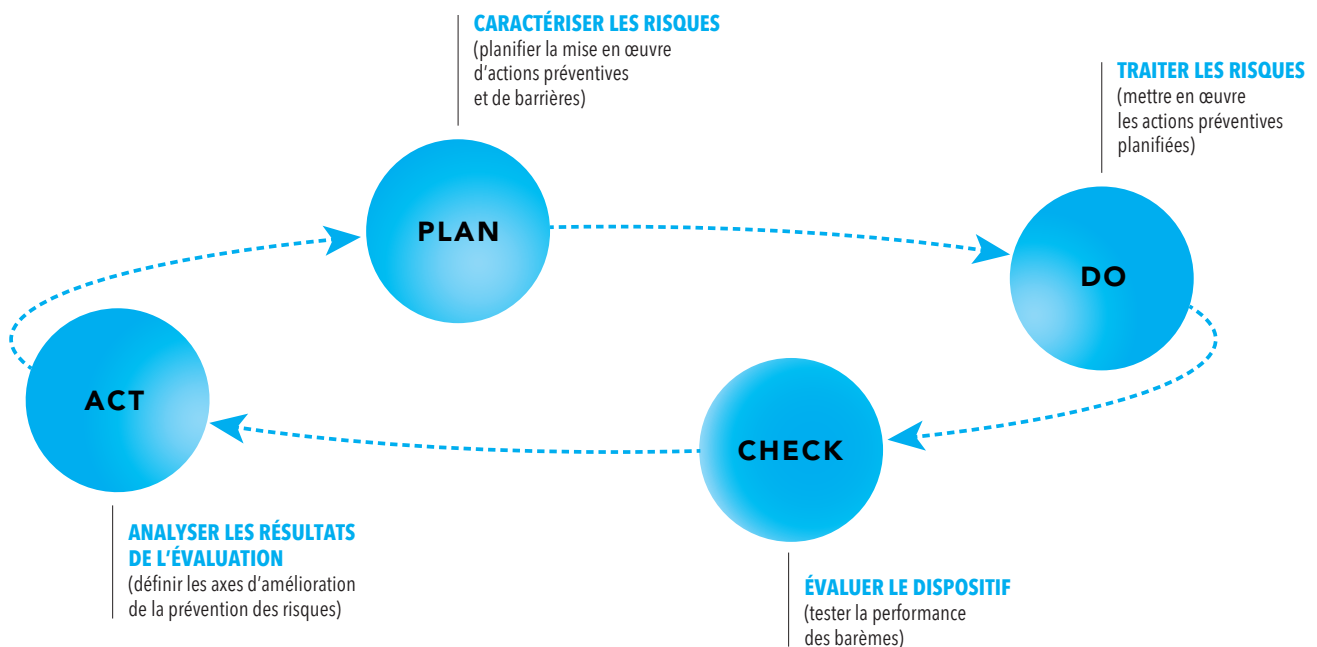 CARACTÉRISER LES RISQUES
(planifier la mise en œuvre
d'actions préventives
et de barrières)
TRAITER LES RISQUES
(mettre en œuvre
les actions préventives
planifiées)
PLAN
DO
ACT
CHECK
ANALYSER LES RÉSULTATS
DE L'ÉVALUATION
(définir les axes d'amélioration
de la prévention des risques)
ÉVALUER LE DISPOSITIF
(tester la performance
des barèmes)